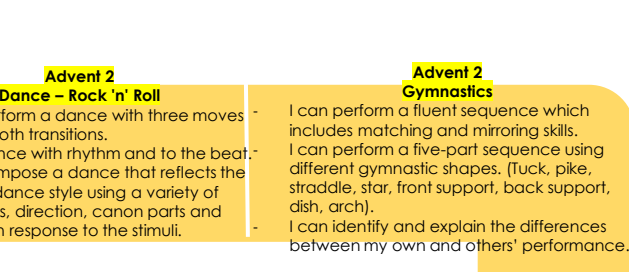 Advent 2
Dance – Rock 'n' Roll
form a dance with three moves
oth transitions.
nce with rhythm and to the beat.
mpose a dance that reflects the
dance style using a variety of
s, direction, canon parts and
n response to the stimuli.
Advent 2
Gymnastics
- I can perform a fluent sequence which
includes matching and mirroring skills.
- I can perform a five-part sequence using
different gymnastic shapes. (Tuck, pike,
straddle, star, front support, back support,
dish, arch).
- I can identify and explain the differences
between my own and others' performance.